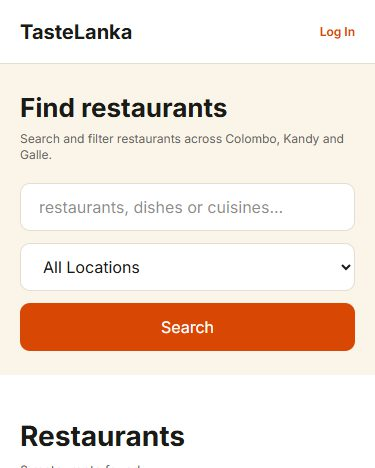 TasteLanka
Log In
Find restaurants
Search and filter restaurants across Colombo, Kandy and
Galle.
restaurants, dishes or cuisines...
All Locations
Search
Restaurants